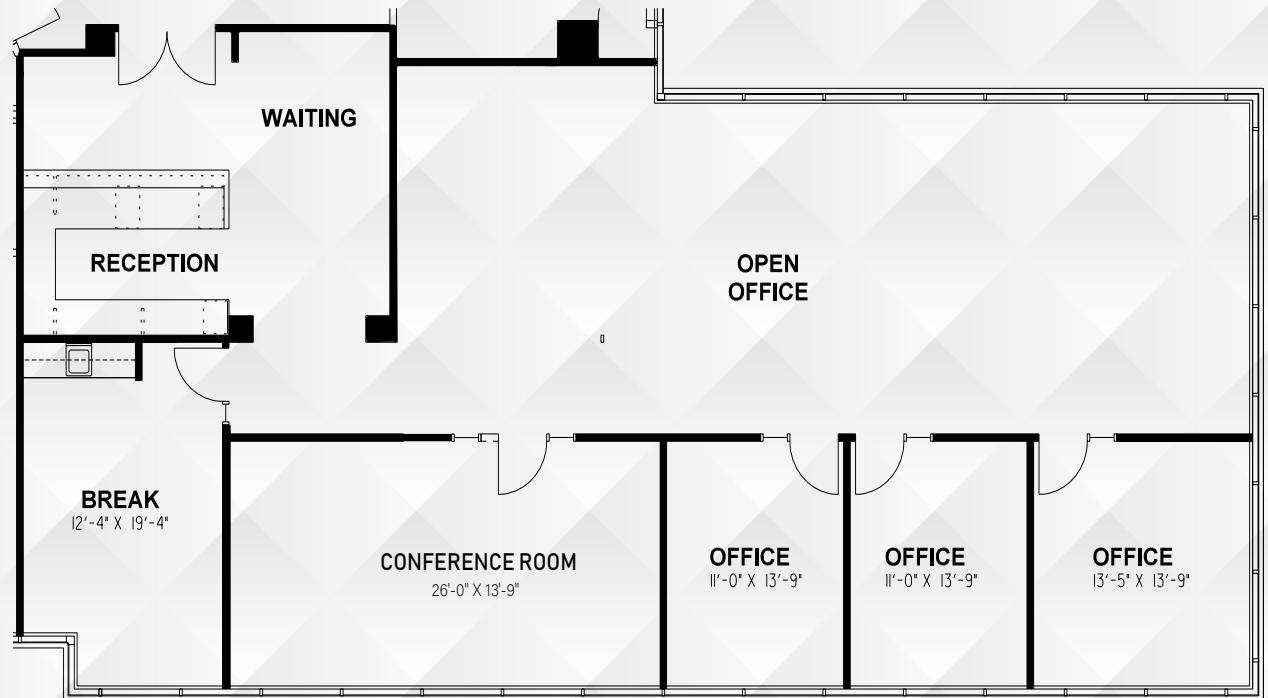 WAITING
RECEPTION
OPEN
OFFICE
BREAK
12'-4" X 19'-4"
CONFERENCE ROOM
26'-0" X 13'-9"
OFFICE
11'-0" X 13'-9"
OFFICE
11'-0" X 13'-9"
OFFICE
13'-5" X 13'-9"